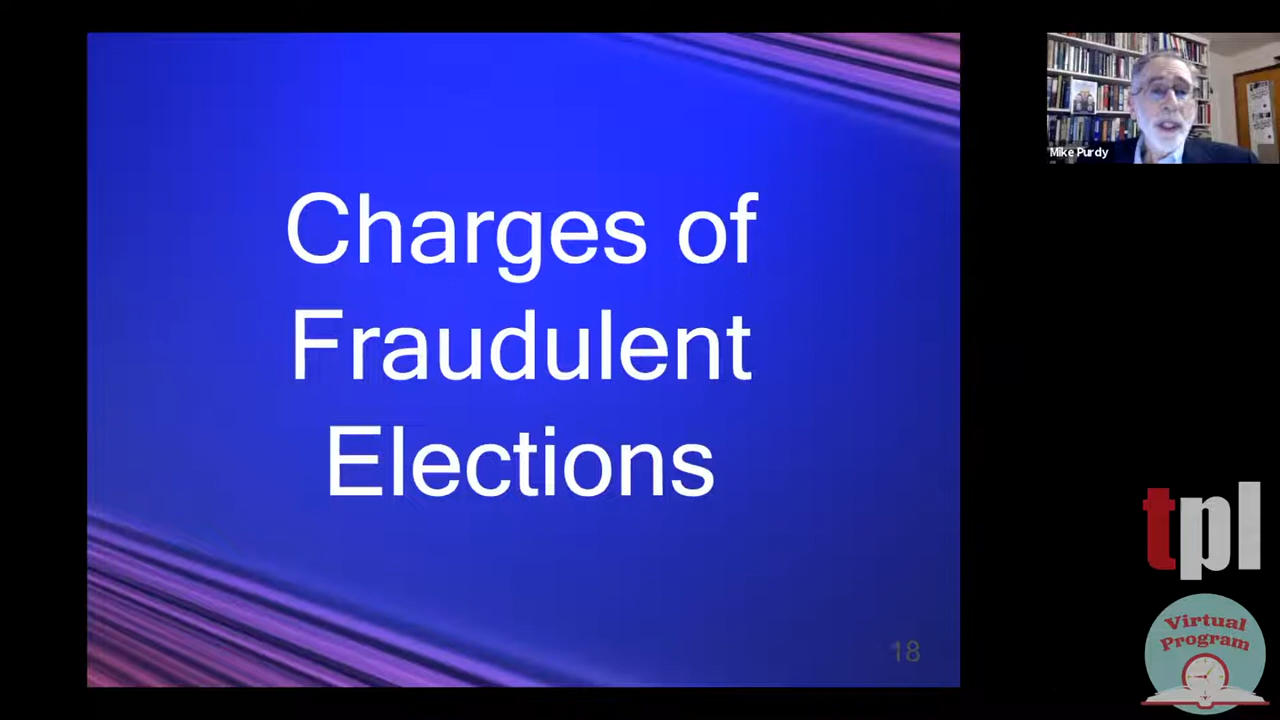 Charges of
Fraudulent
Elections
18
Mike Purdy
tpl
Virtual
Program